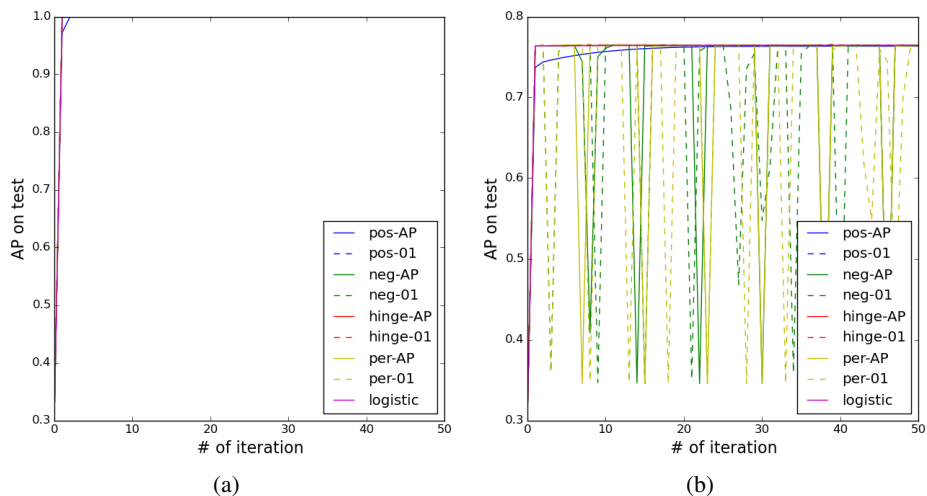 1.0
0.9
0.8
0.7
0.6
0.5
0.4
0.3
AP on test
0 10 20 30 40 50
# of iteration
pos-AP
pos-01
neg-AP
neg-01
hinge-AP
hinge-01
per-AP
per-01
logistic
(a)
0.8
0.7
0.6
0.5
0.4
0.3
AP on test
0 10 20 30 40 50
# of iteration
pos-AP
pos-01
neg-AP
neg-01
hinge-AP
hinge-01
per-AP
per-01
logistic
(b)